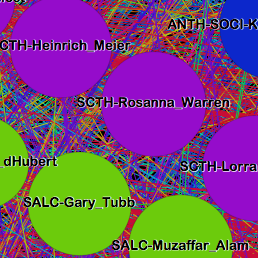 ANTH-SOCI-K
SCTH-Heinrich_Meier
SCTH-Rosanna_Warren
dHubert
SCTH-Lorra
SALC-Gary_Tubb
SALC-Muzaffar_Alam